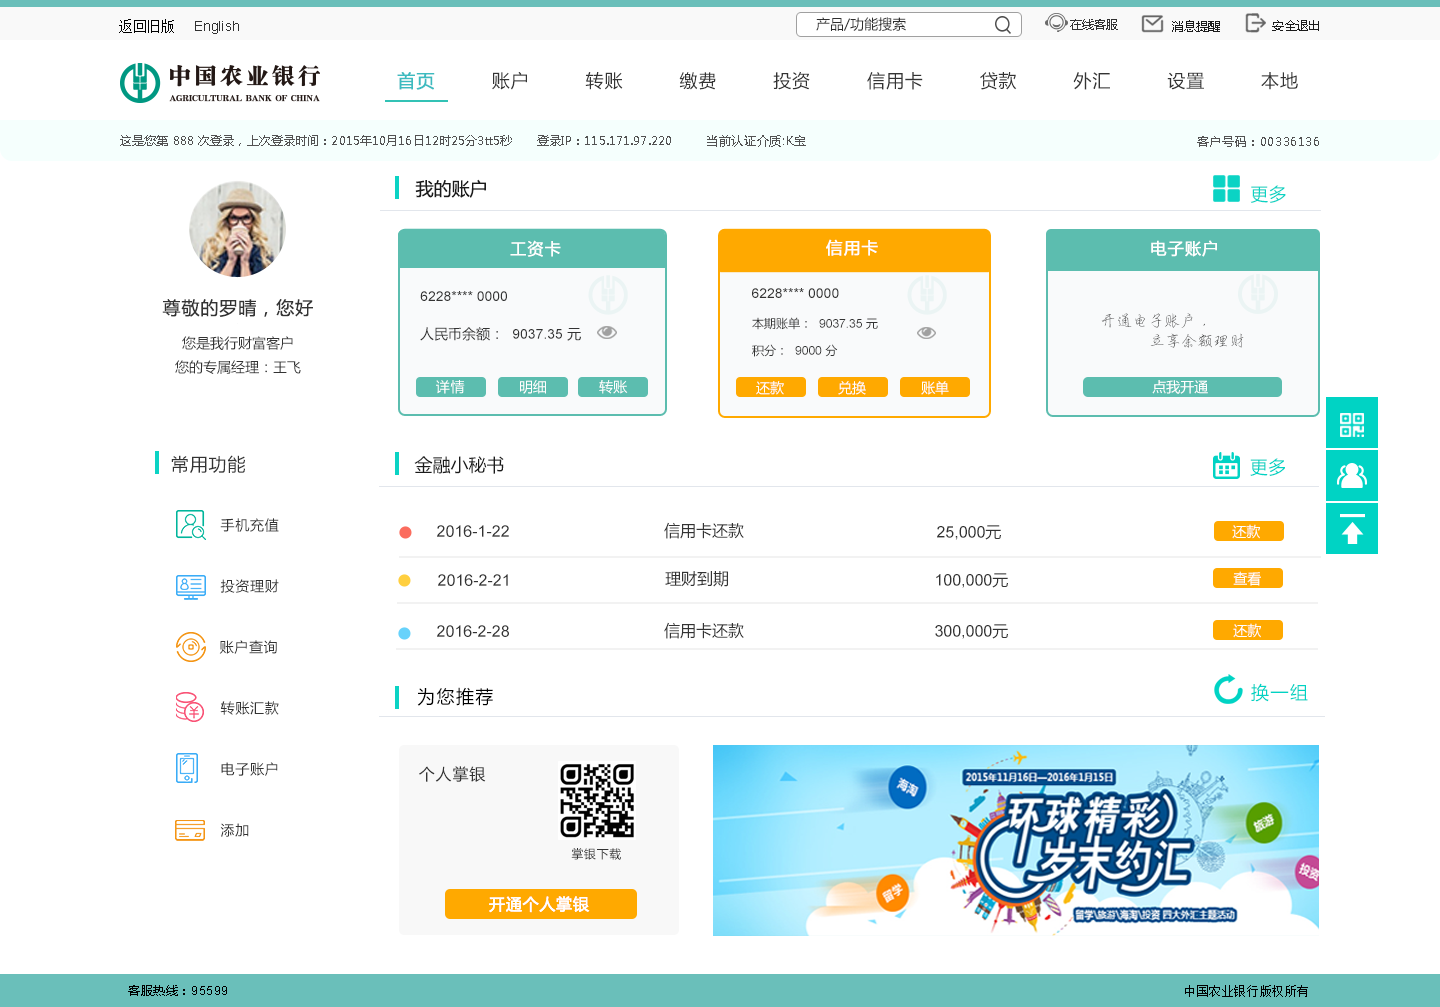 返回旧版 English 产品/功能搜索 在线客服 消息提醒 安全退出
中国农业银行
AGRICULTURAL BANK OF CHINA
首页 账户 转账 缴费 投资 信用卡 贷款 外汇 设置 本地
这是您第 888 次登录，上次登录时间：2015年10月16日12时25分3tt5秒 登录IP：115.171.97.220 当前认证介质:K宝 客户号码：00336136
尊敬的罗晴，您好
您是我行财富客户
您的专属经理：王飞
常用功能
手机充值
投资理财
账户查询
转账汇款
电子账户
添加
我的账户 更多
工资卡
6228**** 0000
人民币余额： 9037.35 元
详情 明细 转账
信用卡
6228**** 0000
本期账单： 9037.35 元
积分： 9000 分
还款 兑换 账单
电子账户
开通电子账户，
立享余额理财
点我开通
金融小秘书 更多
2016-1-22 信用卡还款 25,000元 还款
2016-2-21 理财到期 100,000元 查看
2016-2-28 信用卡还款 300,000元 还款
为您推荐 换一组
个人掌银
掌银下载
开通个人掌银
2015年11月16日—2016年1月15日
海淘
环球精彩
旅游
岁末约汇
投资
留学
留学\旅游\海淘\投资 四大外汇主题活动
客服热线：95599 中国农业银行版权所有